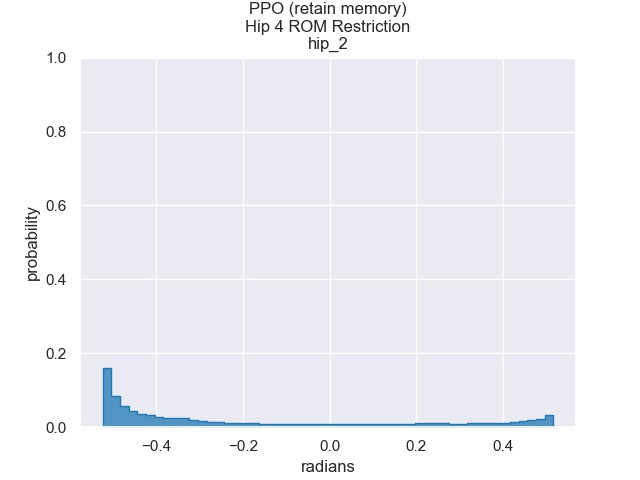 PPO (retain memory)
Hip 4 ROM Restriction
hip_2
1.0
0.8
0.6
0.4
0.2
0.0
probability
−0.4
−0.2
0.0
0.2
0.4
radians